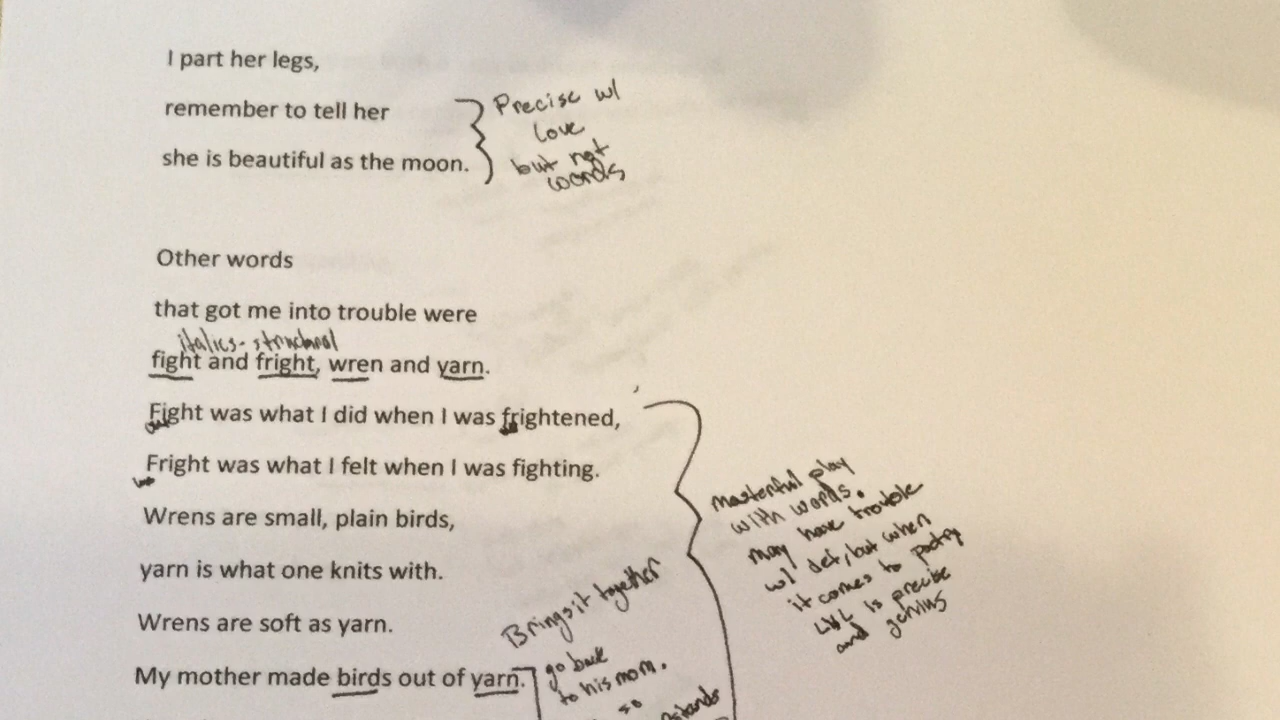 I part her legs,
remember to tell her
she is beautiful as the moon.
Precise w/
love
but not
words
Other words
that got me into trouble were
italics- structural
fight and fright, wren and yarn.
Fight was what I did when I was frightened,
Fright was what I felt when I was fighting.
Wrens are small, plain birds,
yarn is what one knits with.
Wrens are soft as yarn.
My mother made birds out of yarn.
masterful play
with words.
may have trouble
w/ def, but when
it comes to poetry
is precise
and genius
Brings it together
go back
to his mom.
so